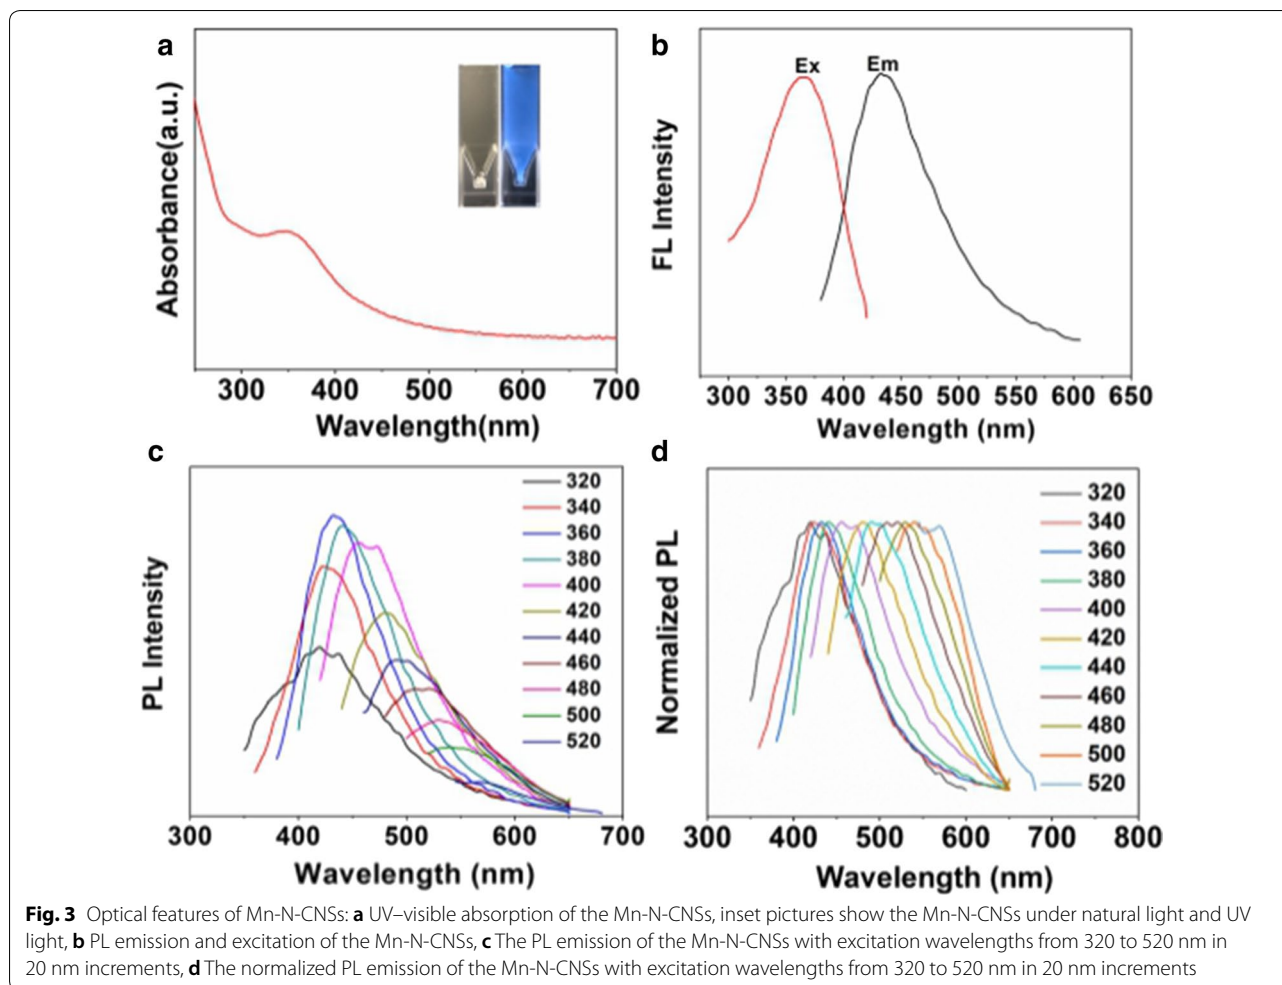 a
Absorbance(a.u.)
300 400 500 600 700
Wavelength(nm)
b
Ex
Em
FL Intensity
300 350 400 450 500 550 600 650
Wavelength (nm)
c
PL Intensity
320
340
360
380
400
420
440
460
480
500
520
300 400 500 600 700
Wavelength (nm)
d
Normalized PL
320
340
360
380
400
420
440
460
480
500
520
300 400 500 600 700 800
Wavelength (nm)
Fig. 3 Optical features of Mn-N-CNSs: a UV–visible absorption of the Mn-N-CNSs, inset pictures show the Mn-N-CNSs under natural light and UV
light, b PL emission and excitation of the Mn-N-CNSs, c The PL emission of the Mn-N-CNSs with excitation wavelengths from 320 to 520 nm in
20 nm increments, d The normalized PL emission of the Mn-N-CNSs with excitation wavelengths from 320 to 520 nm in 20 nm increments